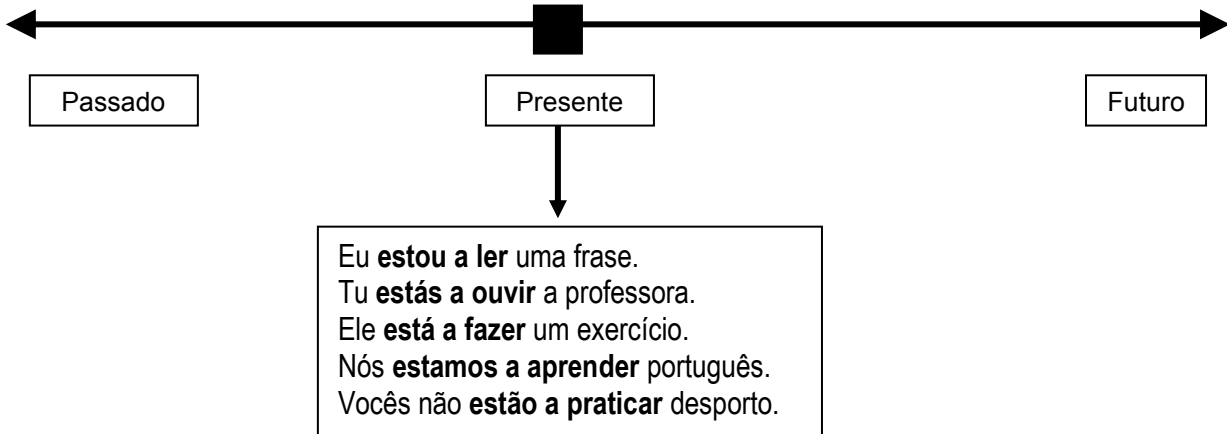 Passado
Presente
Futuro
Eu estou a ler uma frase.
Tu estás a ouvir a professora.
Ele está a fazer um exercício.
Nós estamos a aprender português.
Vocês não estão a praticar desporto.